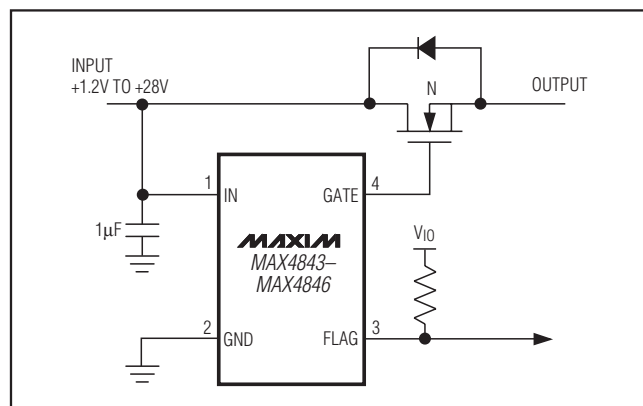 INPUT
+1.2V TO +28V
N
OUTPUT
1
IN
GATE
4
1µF
MAXIM
MAX4843–
MAX4846
VIO
2
GND
FLAG
3